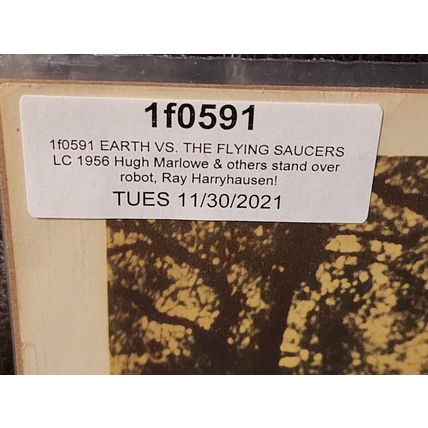 1f0591
1f0591 EARTH VS. THE FLYING SAUCERS
LC 1956 Hugh Marlowe & others stand over
robot, Ray Harryhausen!
TUES 11/30/2021